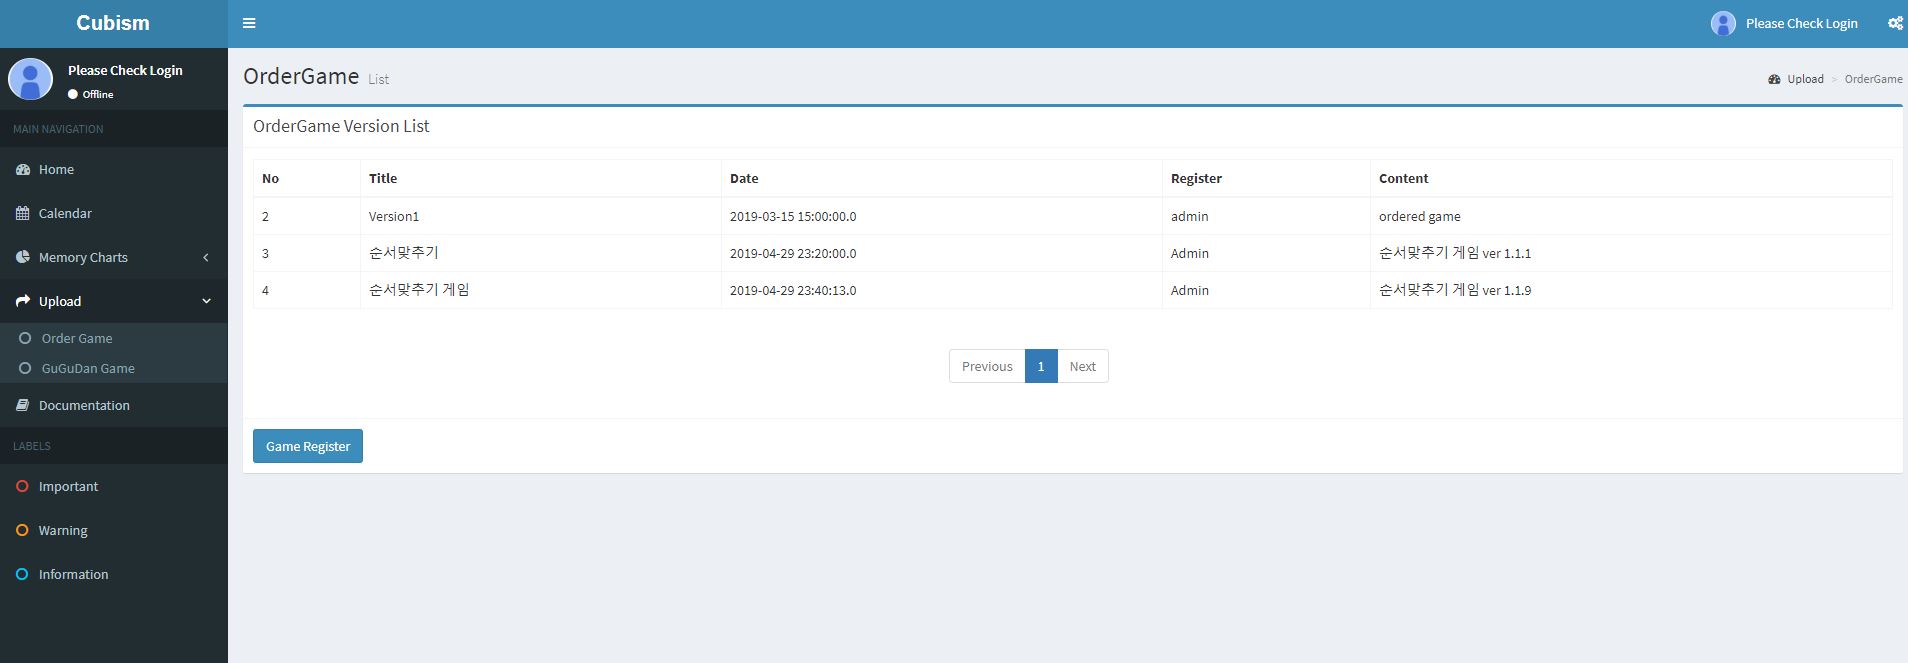 Cubism
Please Check Login
Please Check Login
Offline
MAIN NAVIGATION
Home
Calendar
Memory Charts
Upload
Order Game
GuGuDan Game
Documentation
LABELS
Important
Warning
Information
OrderGame List
Upload > OrderGame
OrderGame Version List
No Title Date Register Content
2 Version1 2019-03-15 15:00:00.0 admin ordered game
3 순서맞추기 2019-04-29 23:20:00.0 Admin 순서맞추기 게임 ver 1.1.1
4 순서맞추기 게임 2019-04-29 23:40:13.0 Admin 순서맞추기 게임 ver 1.1.9
Previous 1 Next
Game Register